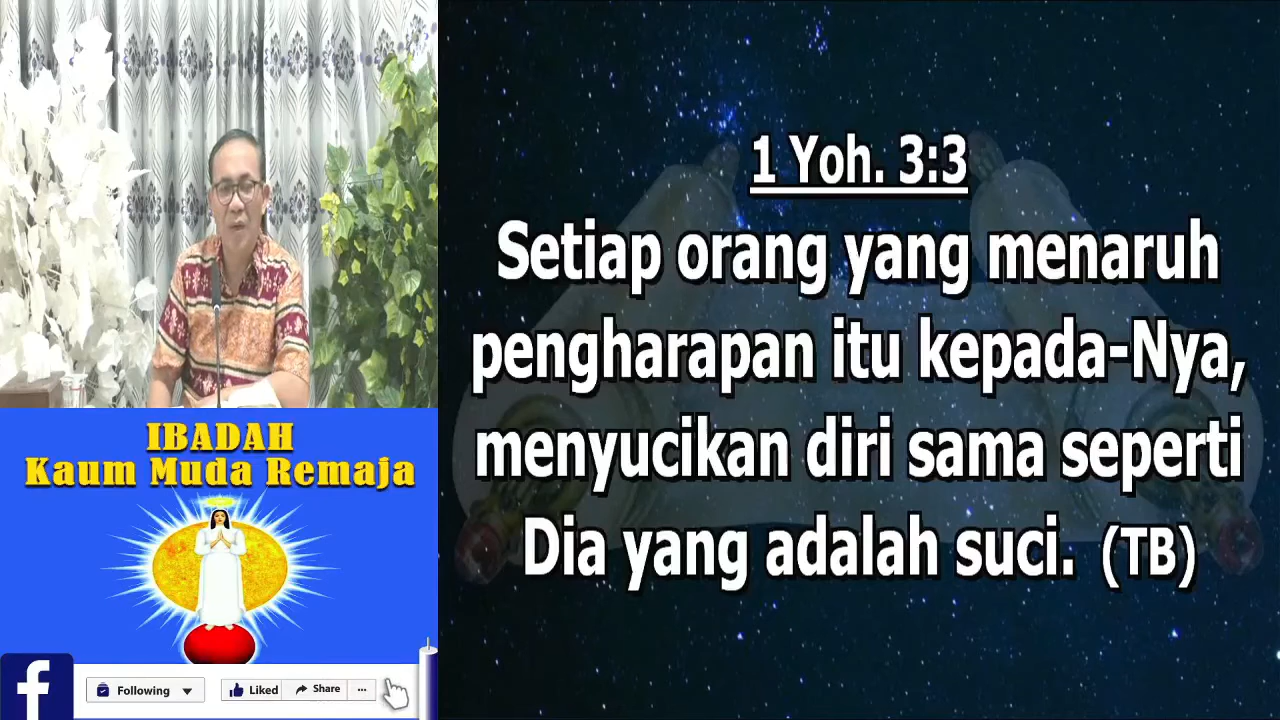 1 Yoh. 3:3
Setiap orang yang menaruh
pengharapan itu kepada-Nya,
menyucikan diri sama seperti
Dia yang adalah suci. (TB)
IBADAH
Kaum Muda Remaja
f
Following
Liked
Share
...